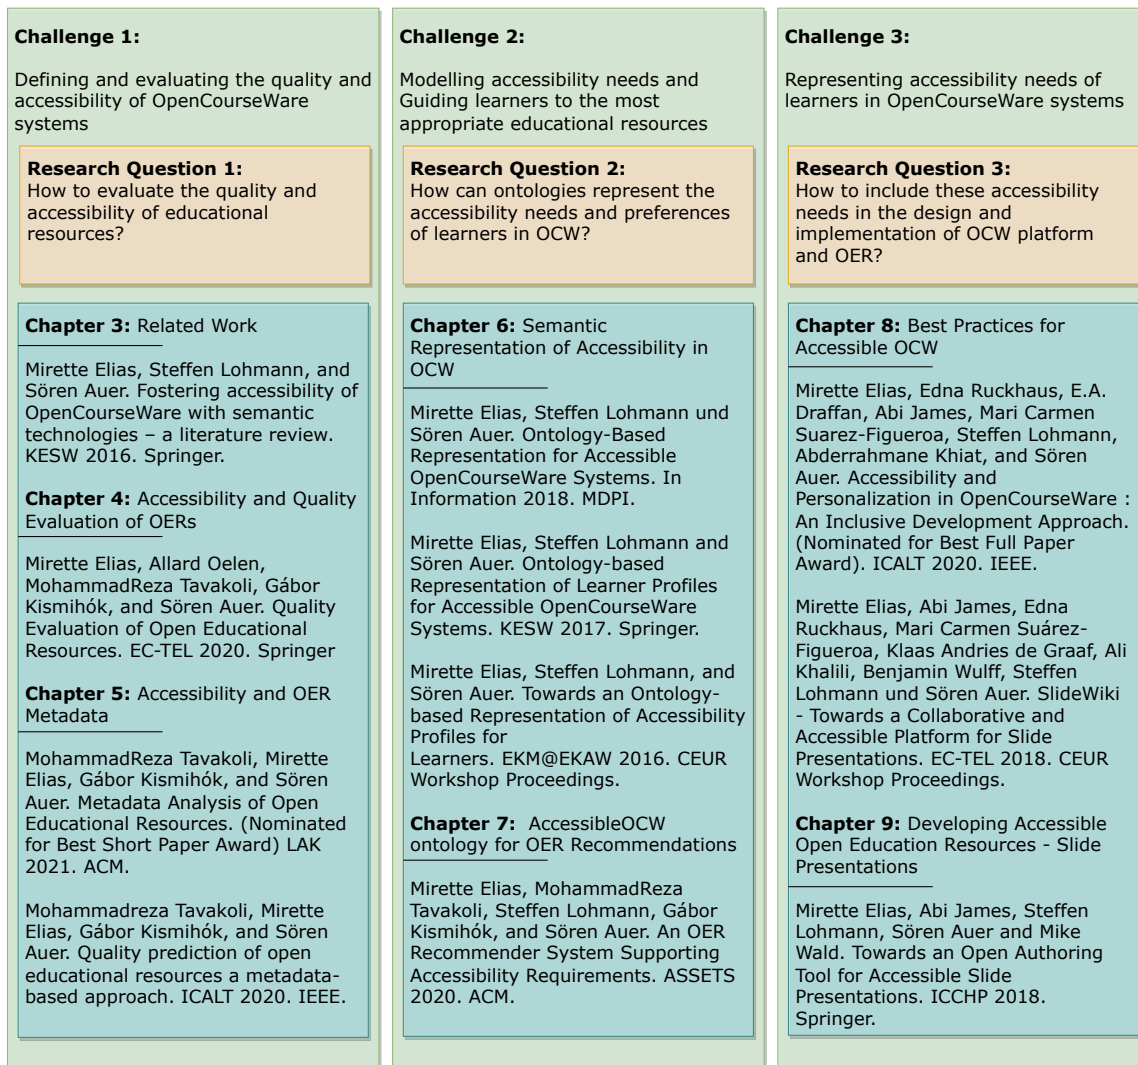 Challenge 1:
Defining and evaluating the quality and
accessibility of OpenCourseWare
systems
Research Question 1:
How to evaluate the quality and
accessibility of educational
resources?
Chapter 3: Related Work
Mirette Elias, Steffen Lohmann, and
Sören Auer. Fostering accessibility of
OpenCourseWare with semantic
technologies – a literature review.
KESW 2016. Springer.
Chapter 4: Accessibility and Quality
Evaluation of OERs
Mirette Elias, Allard Oelen,
MohammadReza Tavakoli, Gábor
Kismihók, and Sören Auer. Quality
Evaluation of Open Educational
Resources. EC-TEL 2020. Springer
Chapter 5: Accessibility and OER
Metadata
MohammadReza Tavakoli, Mirette
Elias, Gábor Kismihók, and Sören
Auer. Metadata Analysis of Open
Educational Resources. (Nominated
for Best Short Paper Award) LAK
2021. ACM.
Mohammadreza Tavakoli, Mirette
Elias, Gábor Kismihók, and Sören
Auer. Quality prediction of open
educational resources a metadata-
based approach. ICALT 2020. IEEE.
Challenge 2:
Modelling accessibility needs and
Guiding learners to the most
appropriate educational resources
Research Question 2:
How can ontologies represent the
accessibility needs and preferences
of learners in OCW?
Chapter 6: Semantic
Representation of Accessibility in
OCW
Mirette Elias, Steffen Lohmann und
Sören Auer. Ontology-Based
Representation for Accessible
OpenCourseWare Systems. In
Information 2018. MDPI.
Mirette Elias, Steffen Lohmann and
Sören Auer. Ontology-based
Representation of Learner Profiles
for Accessible OpenCourseWare
Systems. KESW 2017. Springer.
Mirette Elias, Steffen Lohmann, and
Sören Auer. Towards an Ontology-
based Representation of Accessibility
Profiles for
Learners. EKM@EKAW 2016. CEUR
Workshop Proceedings.
Chapter 7: AccessibleOCW
ontology for OER Recommendations
Mirette Elias, MohammadReza
Tavakoli, Steffen Lohmann, Gábor
Kismihók, and Sören Auer. An OER
Recommender System Supporting
Accessibility Requirements. ASSETS
2020. ACM.
Challenge 3:
Representing accessibility needs of
learners in OpenCourseWare systems
Research Question 3:
How to include these accessibility
needs in the design and
implementation of OCW platform
and OER?
Chapter 8: Best Practices for
Accessible OCW
Mirette Elias, Edna Ruckhaus, E.A.
Draffan, Abi James, Mari Carmen
Suarez-Figueroa, Steffen Lohmann,
Abderrahmane Khiat, and Sören
Auer. Accessibility and
Personalization in OpenCourseWare :
An Inclusive Development Approach.
(Nominated for Best Full Paper
Award). ICALT 2020. IEEE.
Mirette Elias, Abi James, Edna
Ruckhaus, Mari Carmen Suárez-
Figueroa, Klaas Andries de Graaf, Ali
Khalili, Benjamin Wulff, Steffen
Lohmann und Sören Auer. SlideWiki
- Towards a Collaborative and
Accessible Platform for Slide
Presentations. EC-TEL 2018. CEUR
Workshop Proceedings.
Chapter 9: Developing Accessible
Open Education Resources - Slide
Presentations
Mirette Elias, Abi James, Steffen
Lohmann, Sören Auer and Mike
Wald. Towards an Open Authoring
Tool for Accessible Slide
Presentations. ICCHP 2018.
Springer.